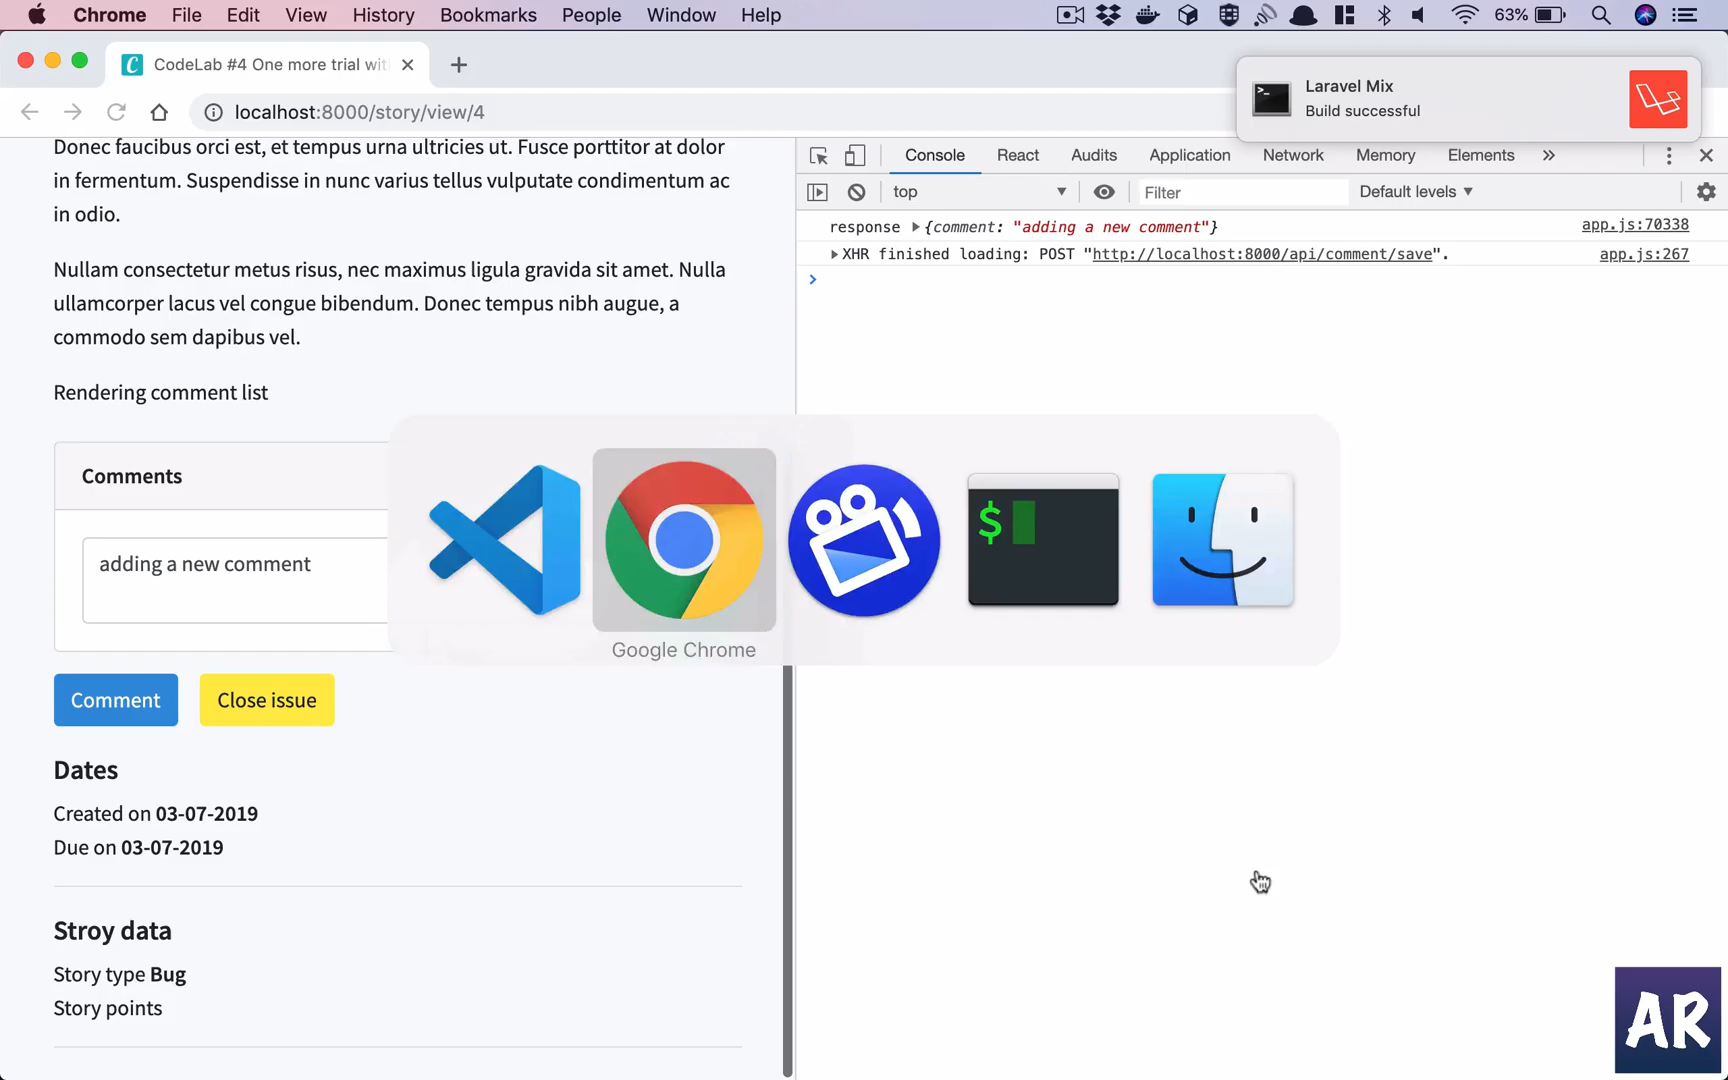 Chrome File Edit View History Bookmarks People Window Help 63%
CodeLab #4 One more trial wit
localhost:8000/story/view/4
Laravel Mix
Build successful
Donec faucibus orci est, et tempus urna ultricies ut. Fusce porttitor at dolor
in fermentum. Suspendisse in nunc varius tellus vulputate condimentum ac
in odio.
Nullam consectetur metus risus, nec maximus ligula gravida sit amet. Nulla
ullamcorper lacus vel congue bibendum. Donec tempus nibh augue, a
commodo sem dapibus vel.
Rendering comment list
Comments
adding a new comment
Comment Close issue
Dates
Created on 03-07-2019
Due on 03-07-2019
Stroy data
Story type Bug
Story points
Console React Audits Application Network Memory Elements »
top Filter Default levels
response {comment: "adding a new comment"} app.js:70338
XHR finished loading: POST "http://localhost:8000/api/comment/save". app.js:267
$
Google Chrome
AR